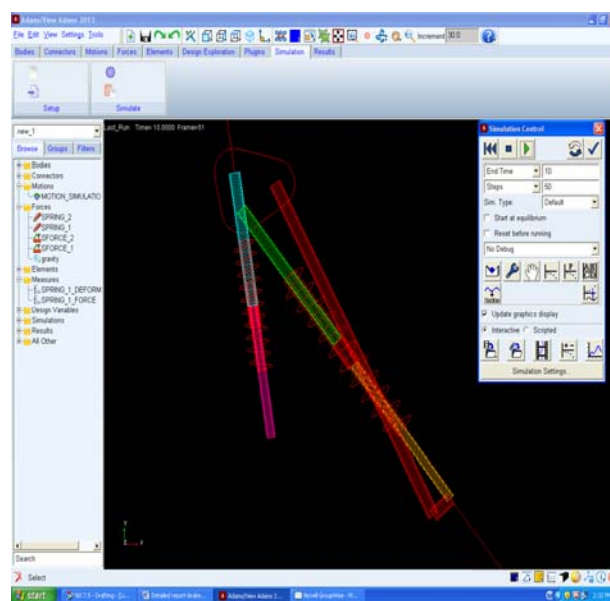 Adams/View Adams 2013
File Edit View Settings Tools
Increment 30.0
Bodies Connectors Motions Forces Elements Design Exploration Plugins Simulation Results
Setup Simulate
.new_1
Browse Groups Filters
Bodies
Connectors
Motions
MOTION_SIMULATIO
Forces
SPRING_2
SPRING_1
SFORCE_2
SFORCE_1
gravity
Elements
Measures
SPRING_1_DEFORM
SPRING_1_FORCE
Design Variables
Simulations
Results
All Other
Search
Select
Last_Run Time= 10.0000 Frame=51
Simulation Control
End Time 10
Steps 50
Sim. Type: Default
Start at equilibrium
Reset before running
No Debug
Update graphics display
Interactive Scripted
Simulation Settings...
start